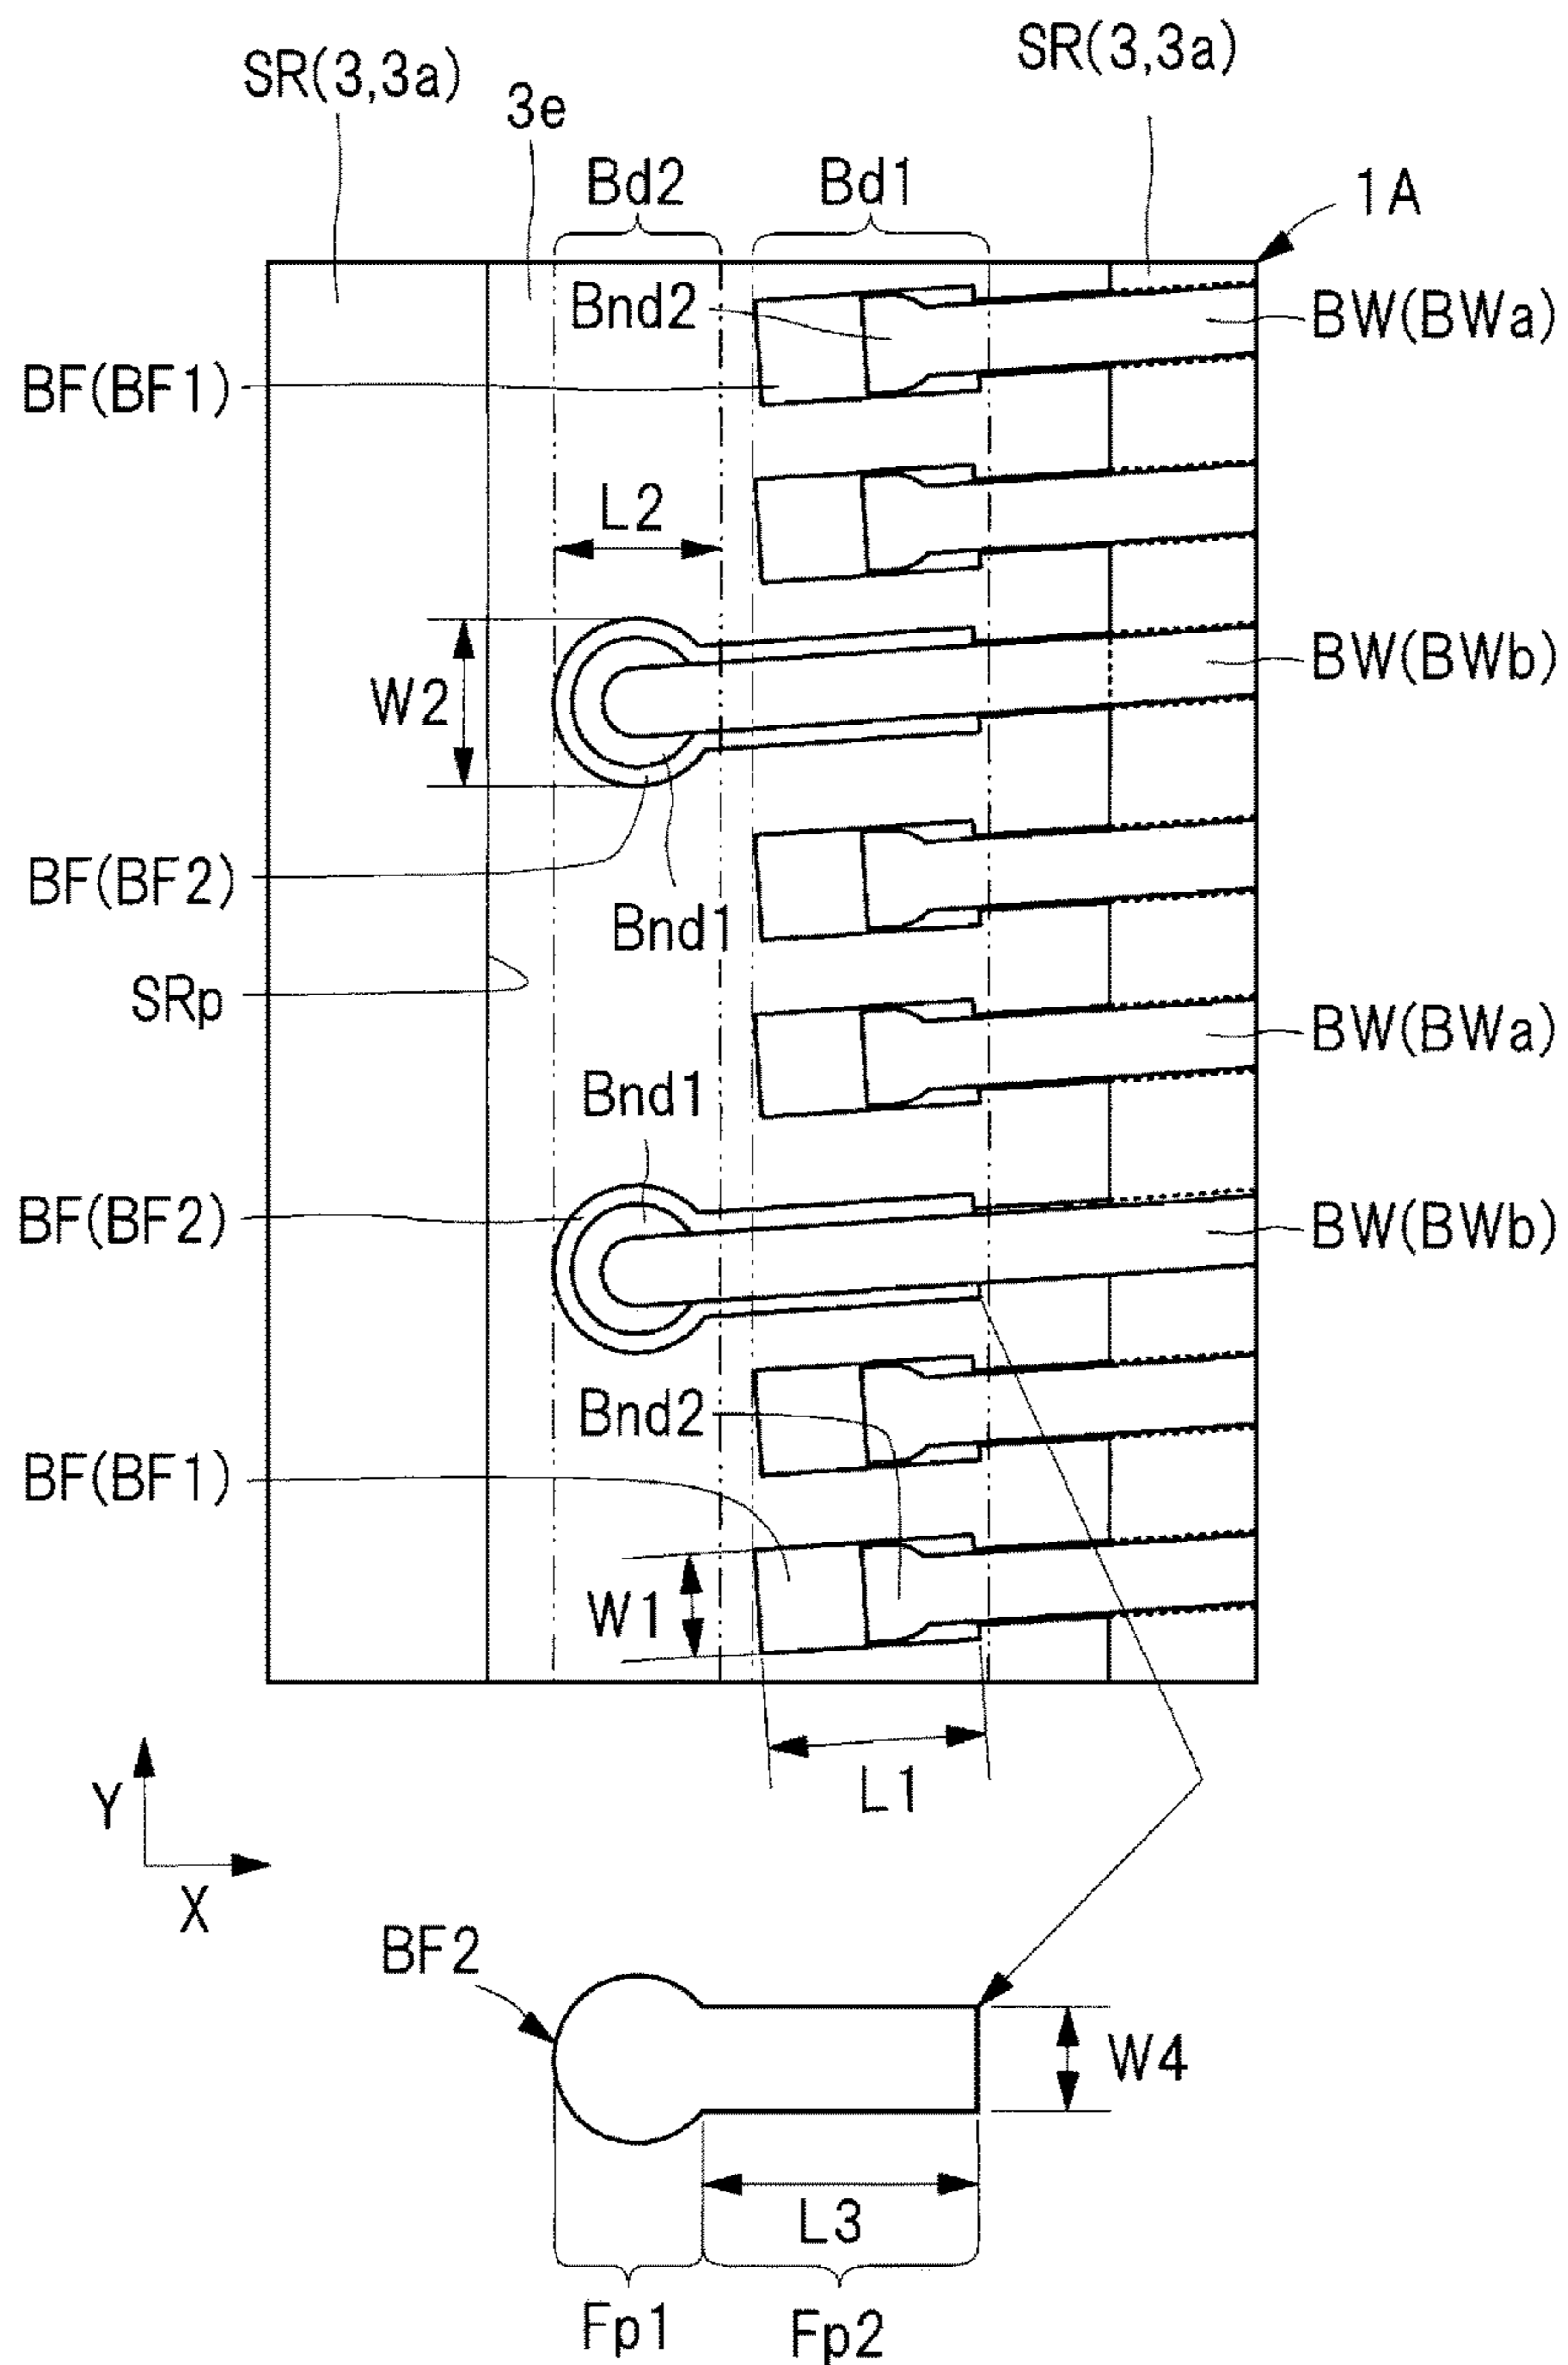 SR(3,3a)
SR(3,3a)
3e
Bd2
Bd1
1A
Bnd2
BW(BWa)
BF(BF1)
L2
W2
BW(BWb)
BF(BF2)
Bnd1
SRp
BW(BWa)
Bnd1
BF(BF2)
BW(BWb)
Bnd2
BF(BF1)
W1
L1
Y
X
BF2
W4
L3
Fp1
Fp2